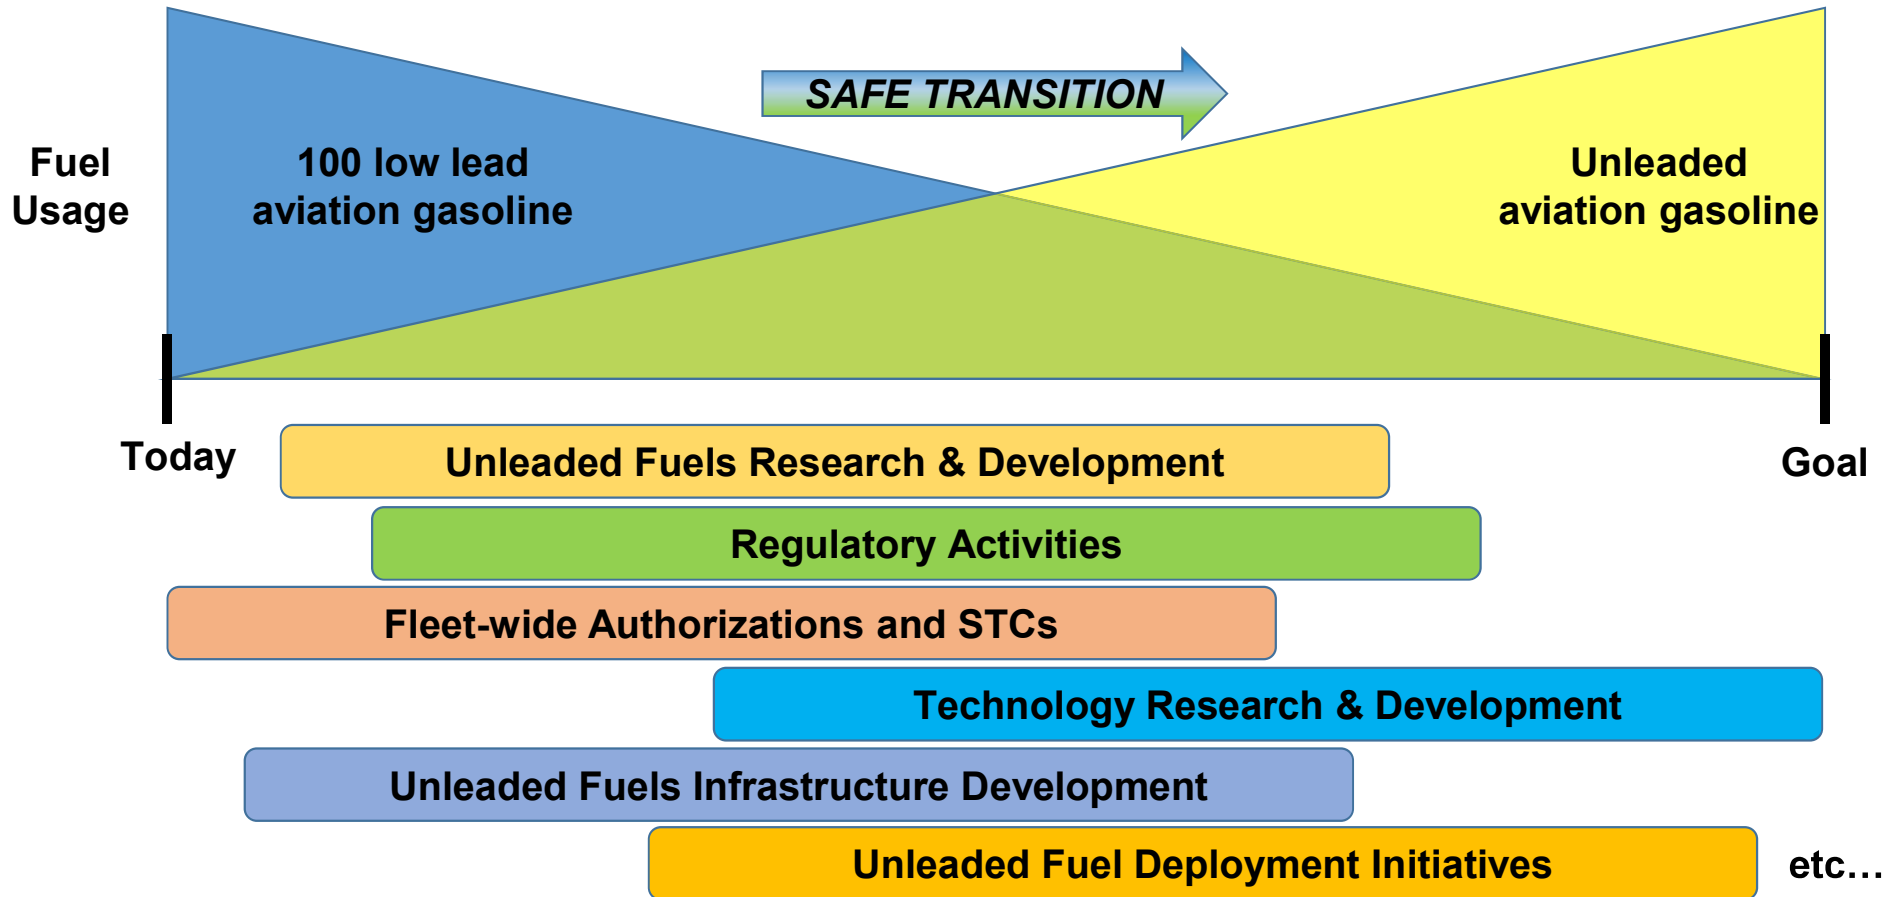 SAFE TRANSITION
Fuel
Usage
100 low lead
aviation gasoline
Unleaded
aviation gasoline
Today
Goal
Unleaded Fuels Research & Development
Regulatory Activities
Fleet-wide Authorizations and STCs
Technology Research & Development
Unleaded Fuels Infrastructure Development
Unleaded Fuel Deployment Initiatives
etc…